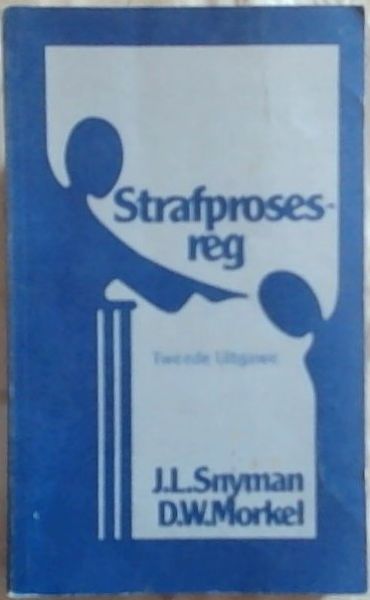 Strafproses-
reg
Tweede Uitgawe
J.L.Snyman
D.W.Morkel